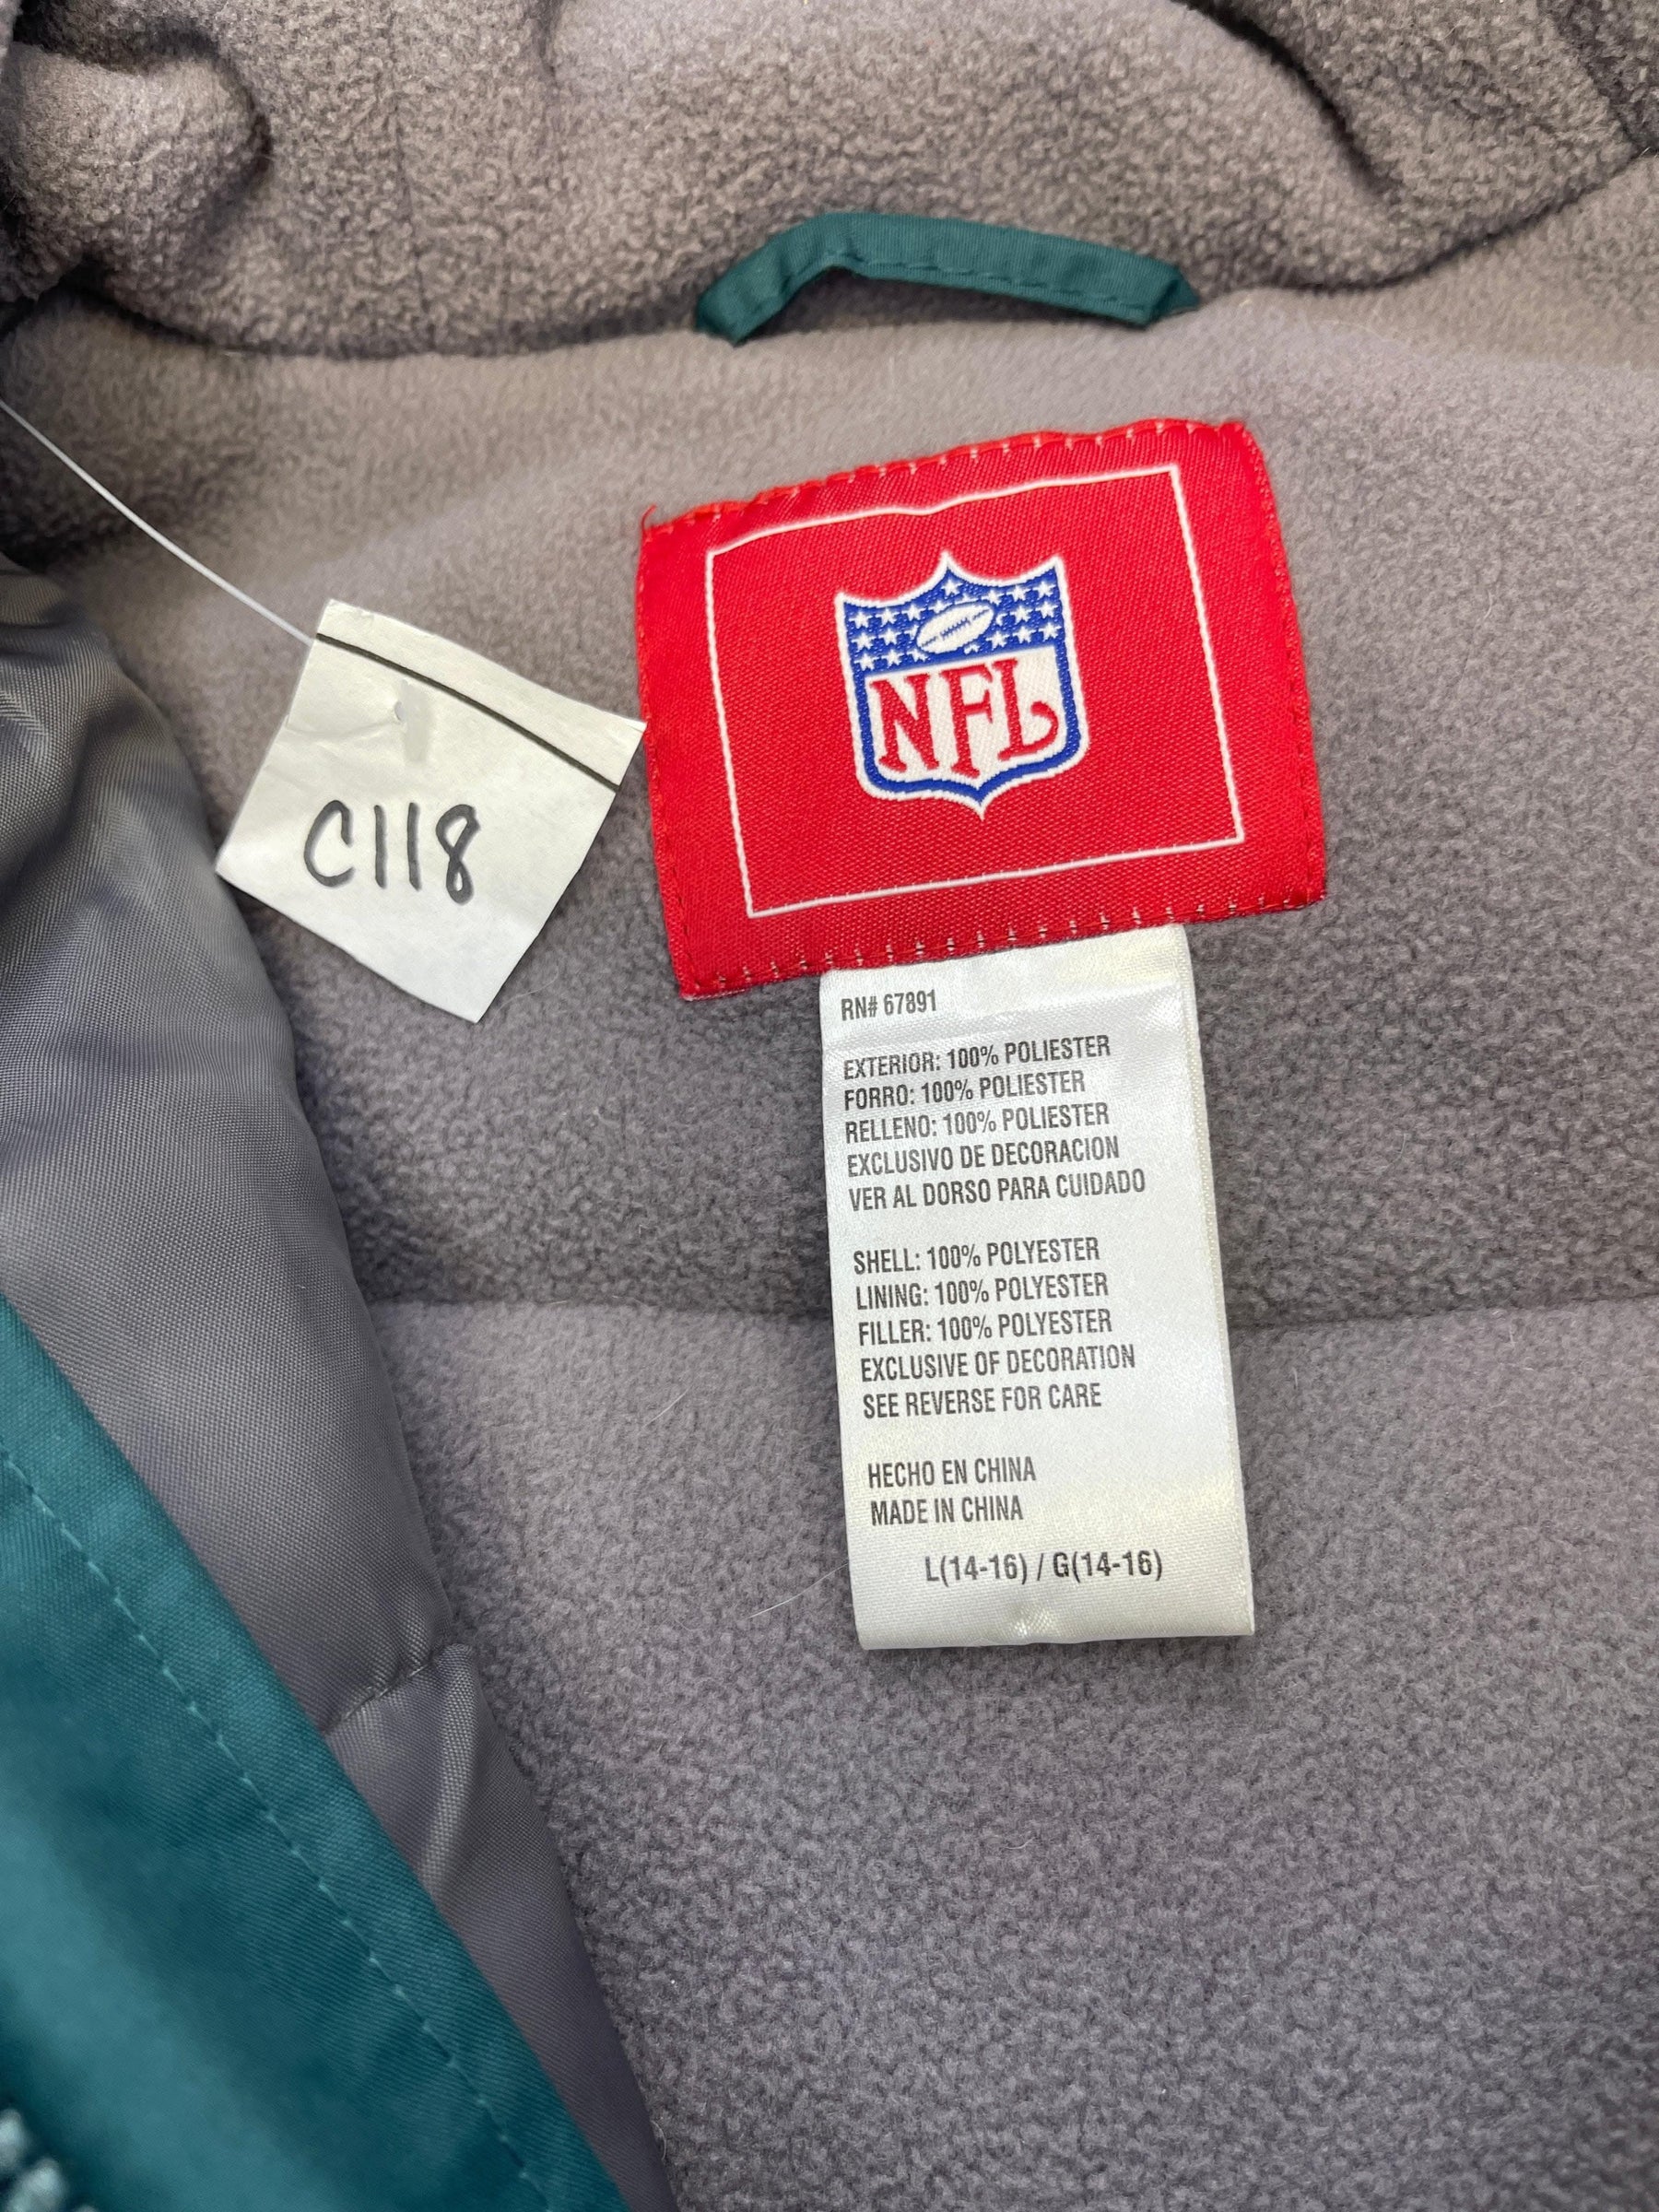 NFL
C118
RN# 67891
EXTERIOR: 100% POLIESTER
FORRO: 100% POLIESTER
RELLENO: 100% POLIESTER
EXCLUSIVO DE DECORACION
VER AL DORSO PARA CUIDADO
SHELL: 100% POLYESTER
LINING: 100% POLYESTER
FILLER: 100% POLYESTER
EXCLUSIVE OF DECORATION
SEE REVERSE FOR CARE
HECHO EN CHINA
MADE IN CHINA
L(14-16) / G(14-16)